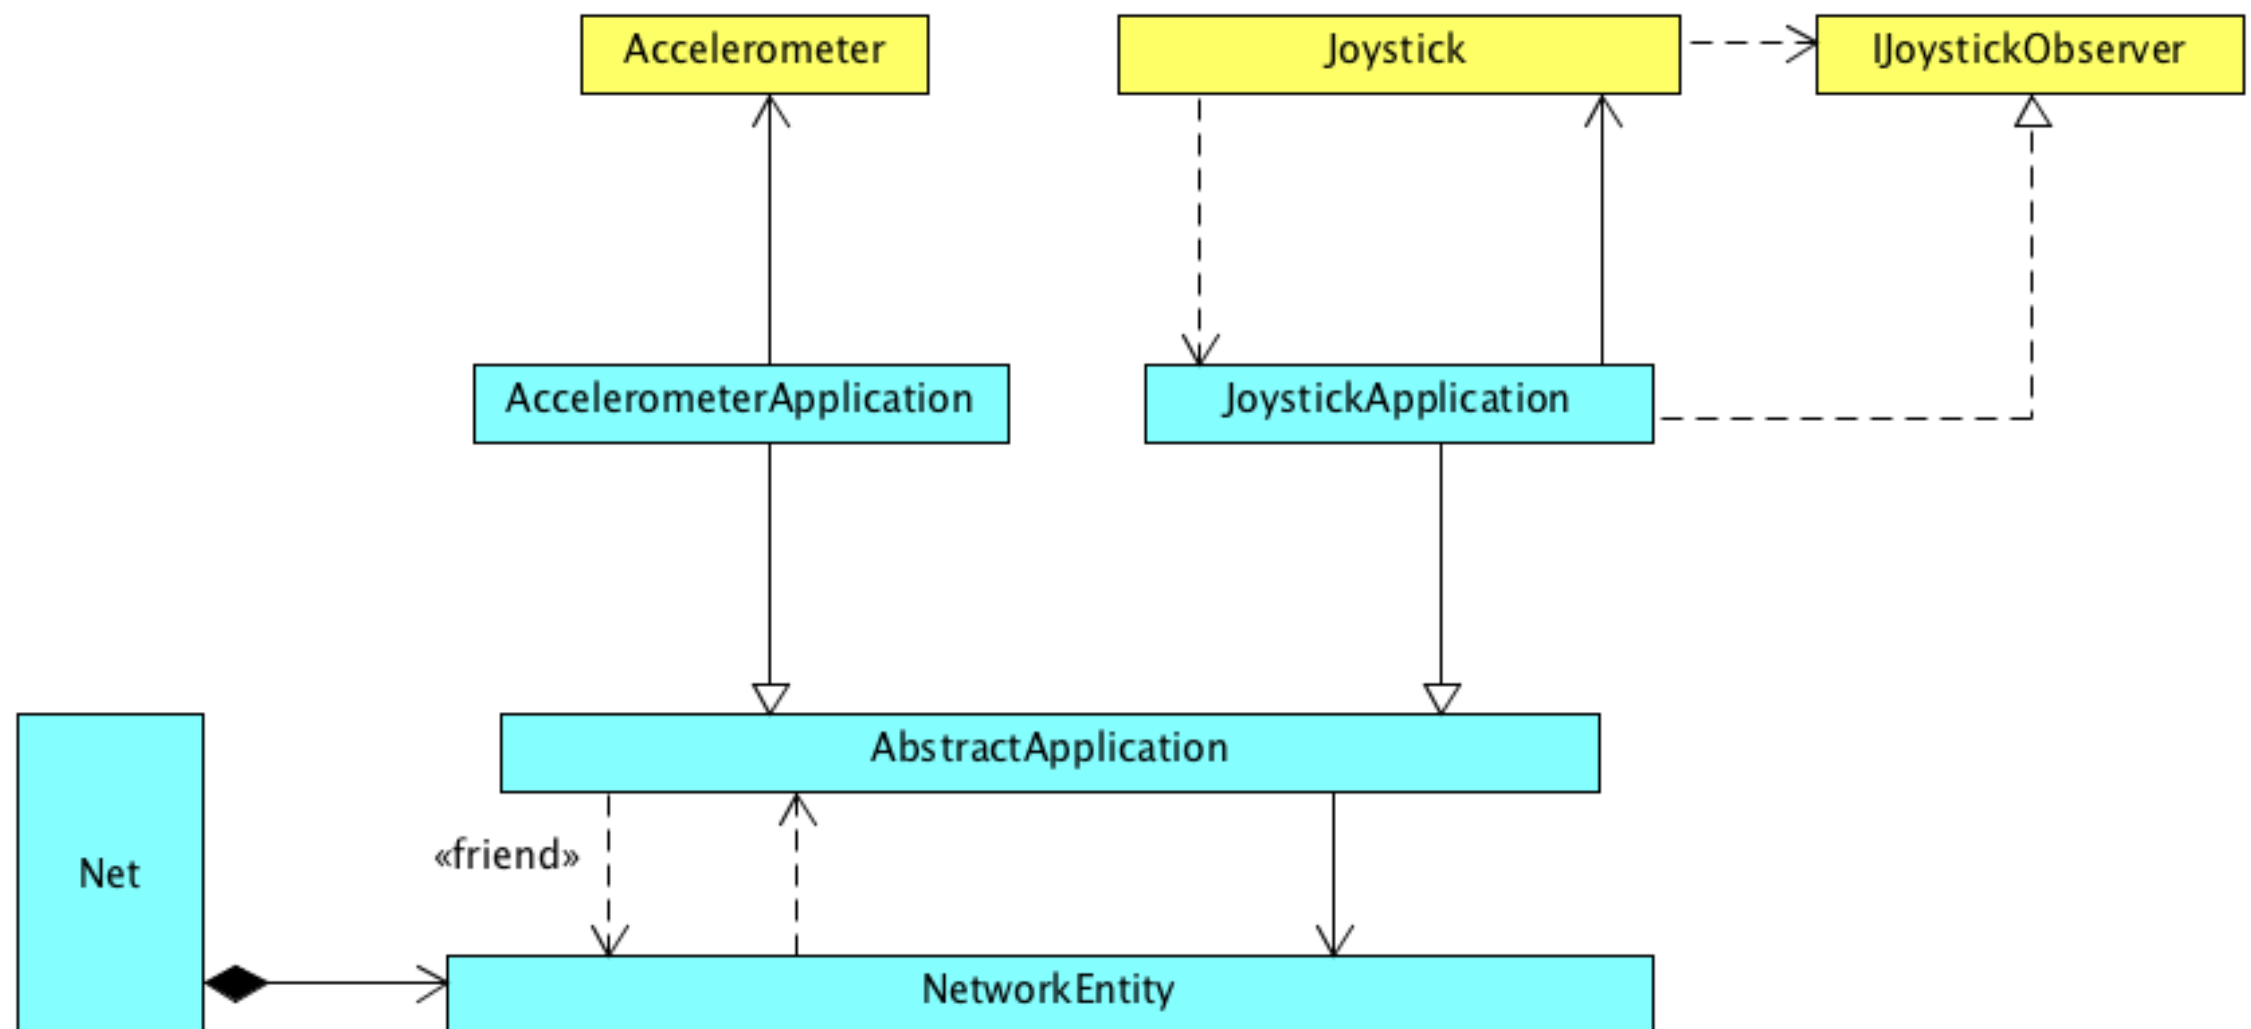 Accelerometer
Joystick
IJoystickObserver
AccelerometerApplication
JoystickApplication
AbstractApplication
«friend»
Net
NetworkEntity